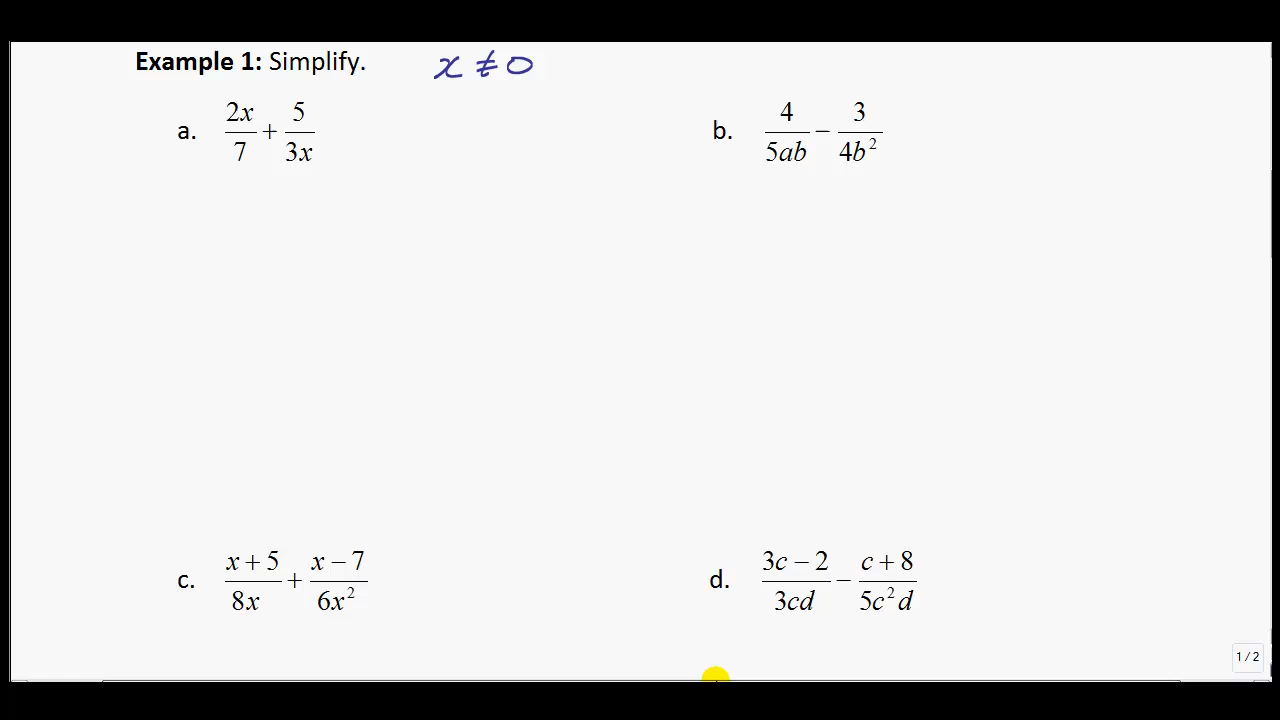 Example 1: Simplify. x ≠ 0
a. 2x/7 + 5/3x
b. 4/5ab − 3/4b²
c. x + 5/8x + x − 7/6x²
d. 3c − 2/3cd − c + 8/5c²d
1 / 2